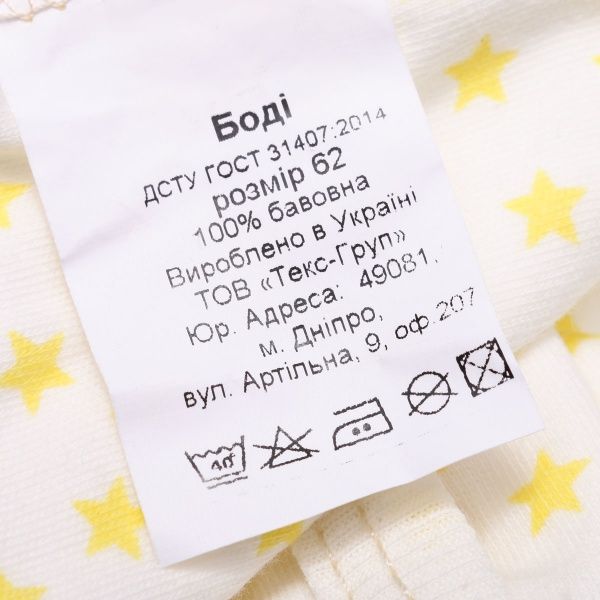 Боді
ДСТУ ГОСТ 31407:2014
розмір 62
100% бавовна
Вироблено в Україні
ТОВ «Текс-Груп»
Юр. Адреса: 49081.
м. Дніпро,
вул. Артільна, 9, оф.207
40